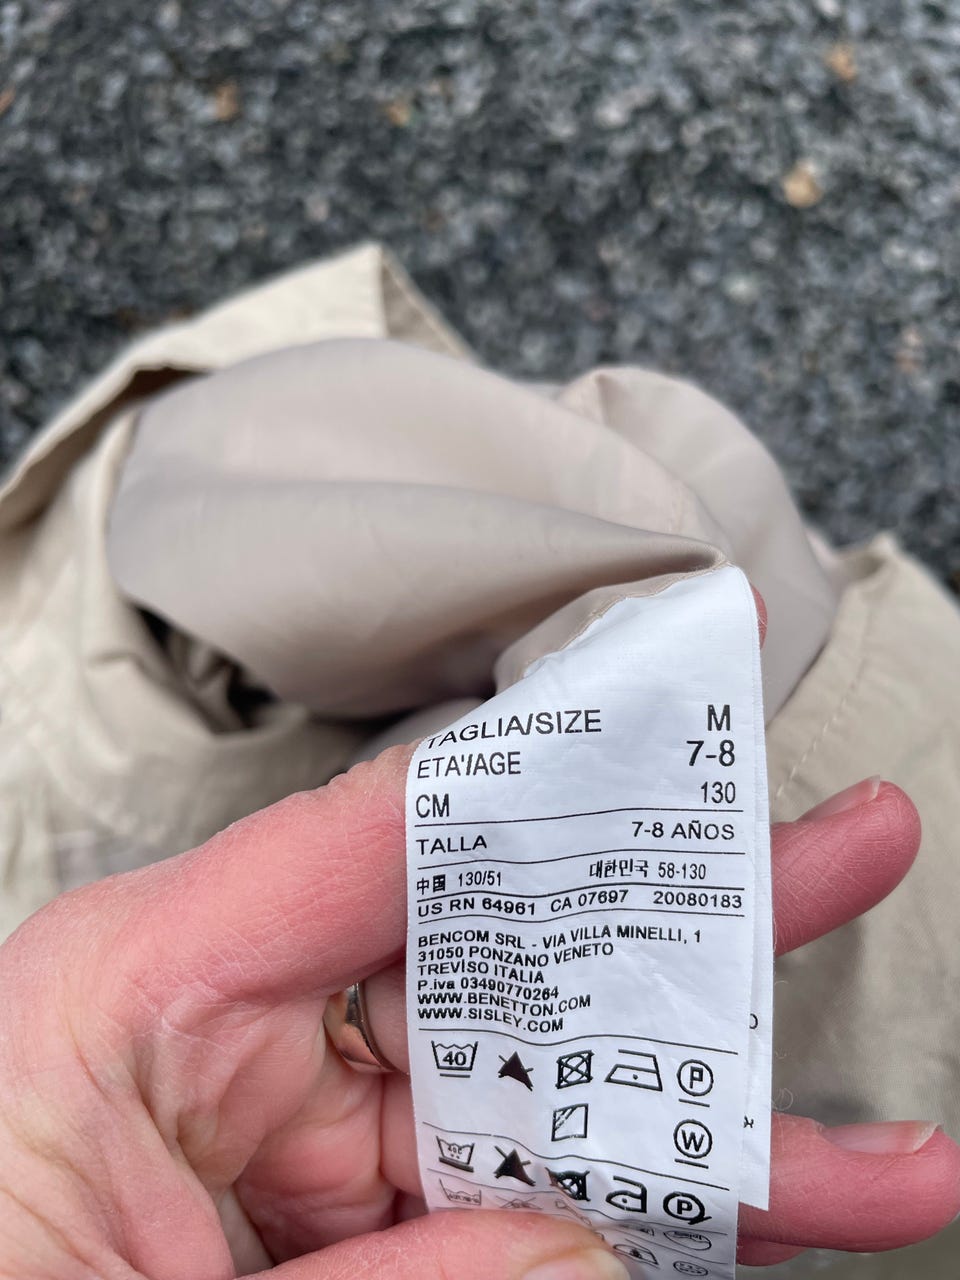 TAGLIA/SIZE M
ETA'/AGE 7-8
CM 130
TALLA 7-8 AÑOS
中国 130/51 대한민국 58-130
US RN 64961 CA 07697 20080183
BENCOM SRL - VIA VILLA MINELLI, 1
31050 PONZANO VENETO
TREVISO ITALIA
P.iva 03490770264
WWW.BENETTON.COM
WWW.SISLEY.COM
40 P
W
40C P